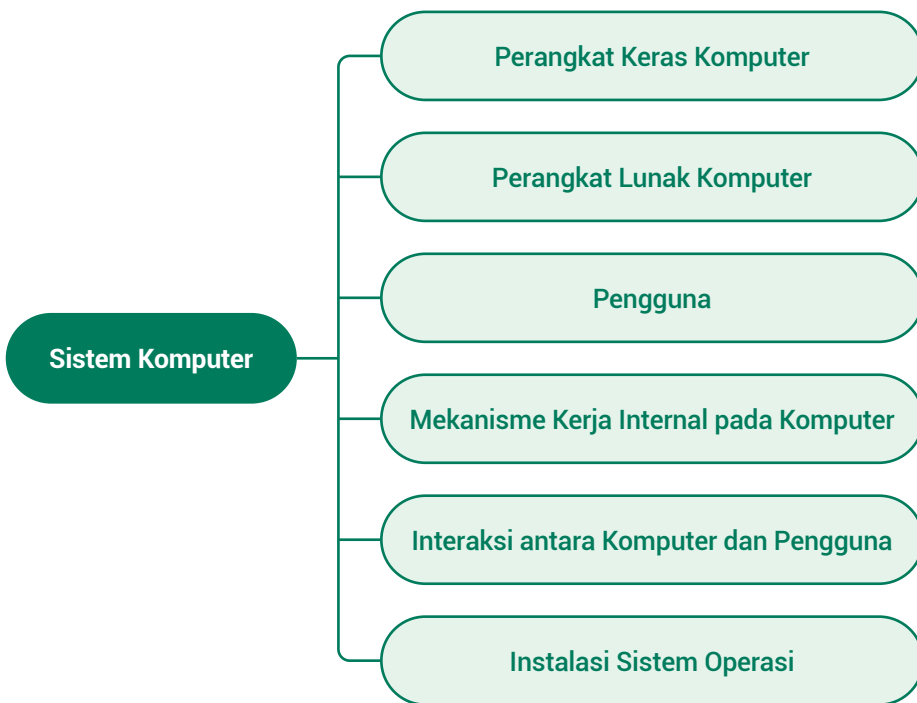 Sistem Komputer
Perangkat Keras Komputer
Perangkat Lunak Komputer
Pengguna
Mekanisme Kerja Internal pada Komputer
Interaksi antara Komputer dan Pengguna
Instalasi Sistem Operasi